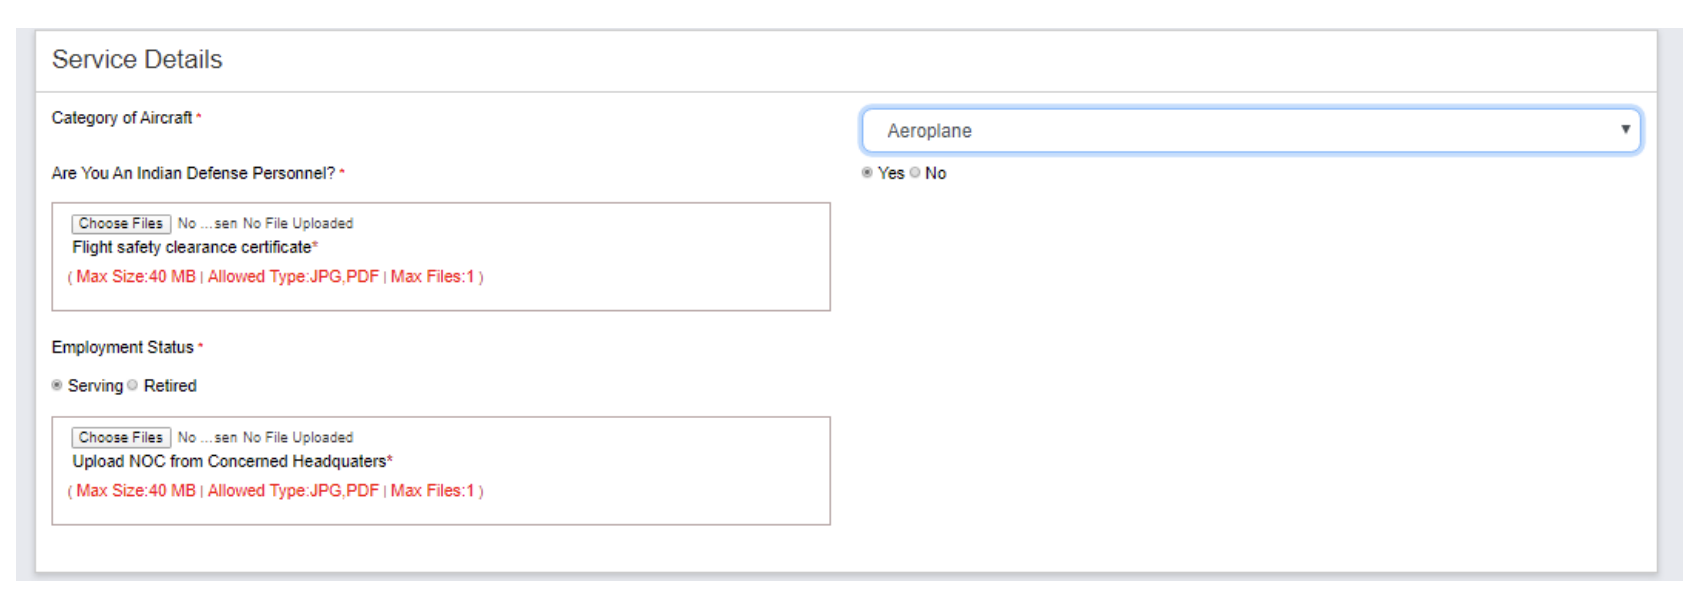 Service Details
Category of Aircraft *
Aeroplane
Are You An Indian Defense Personnel? *
Yes No
Choose Files No ...sen No File Uploaded
Flight safety clearance certificate*
( Max Size:40 MB | Allowed Type:JPG,PDF | Max Files:1 )
Employment Status *
Serving Retired
Choose Files No ...sen No File Uploaded
Upload NOC from Concerned Headquaters*
( Max Size:40 MB | Allowed Type:JPG,PDF | Max Files:1 )